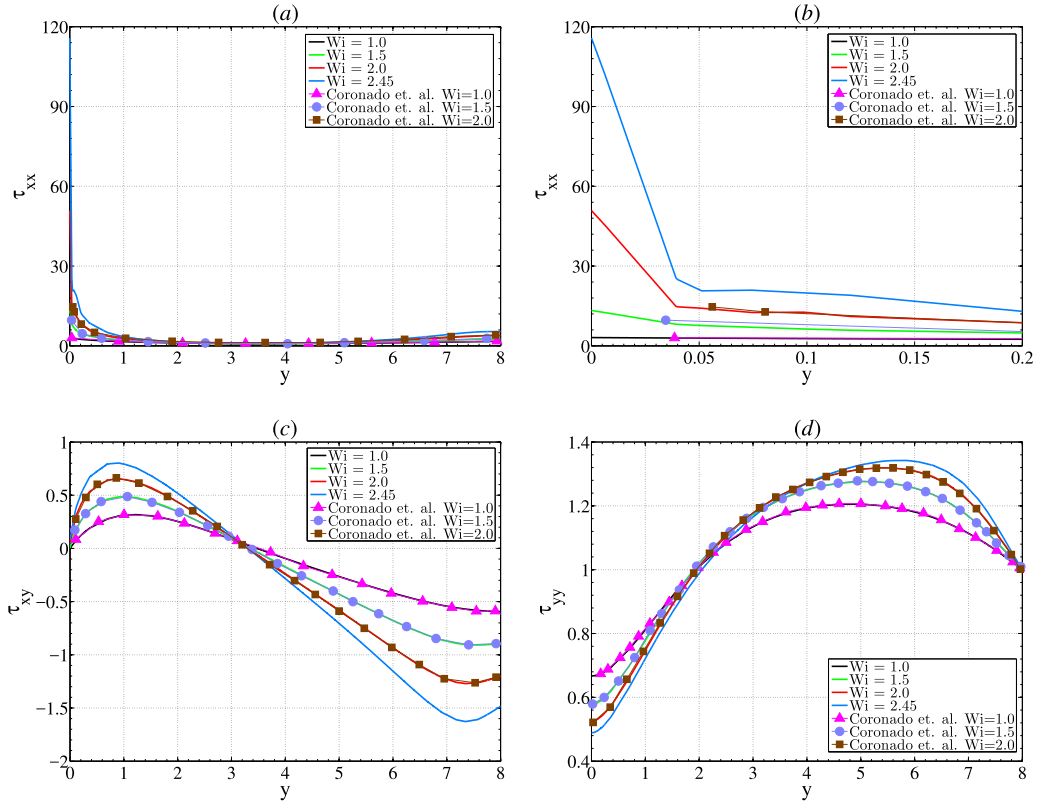 (a)
120
90
60
30
0
τxx
0 1 2 3 4 5 6 7 8
y
Wi = 1.0
Wi = 1.5
Wi = 2.0
Wi = 2.45
Coronado et. al. Wi=1.0
Coronado et. al. Wi=1.5
Coronado et. al. Wi=2.0
(b)
120
90
60
30
0
τxx
0.05 0.1 0.15 0.2
y
Wi = 1.0
Wi = 1.5
Wi = 2.0
Wi = 2.45
Coronado et. al. Wi=1.0
Coronado et. al. Wi=1.5
Coronado et. al. Wi=2.0
(c)
1
0.5
0
−0.5
−1
−1.5
−2
τxy
0 1 2 3 4 5 6 7 8
y
Wi = 1.0
Wi = 1.5
Wi = 2.0
Wi = 2.45
Coronado et. al. Wi=1.0
Coronado et. al. Wi=1.5
Coronado et. al. Wi=2.0
(d)
1.4
1.2
1
0.8
0.6
0.4
τyy
0 1 2 3 4 5 6 7 8
y
Wi = 1.0
Wi = 1.5
Wi = 2.0
Wi = 2.45
Coronado et. al. Wi=1.0
Coronado et. al. Wi=1.5
Coronado et. al. Wi=2.0